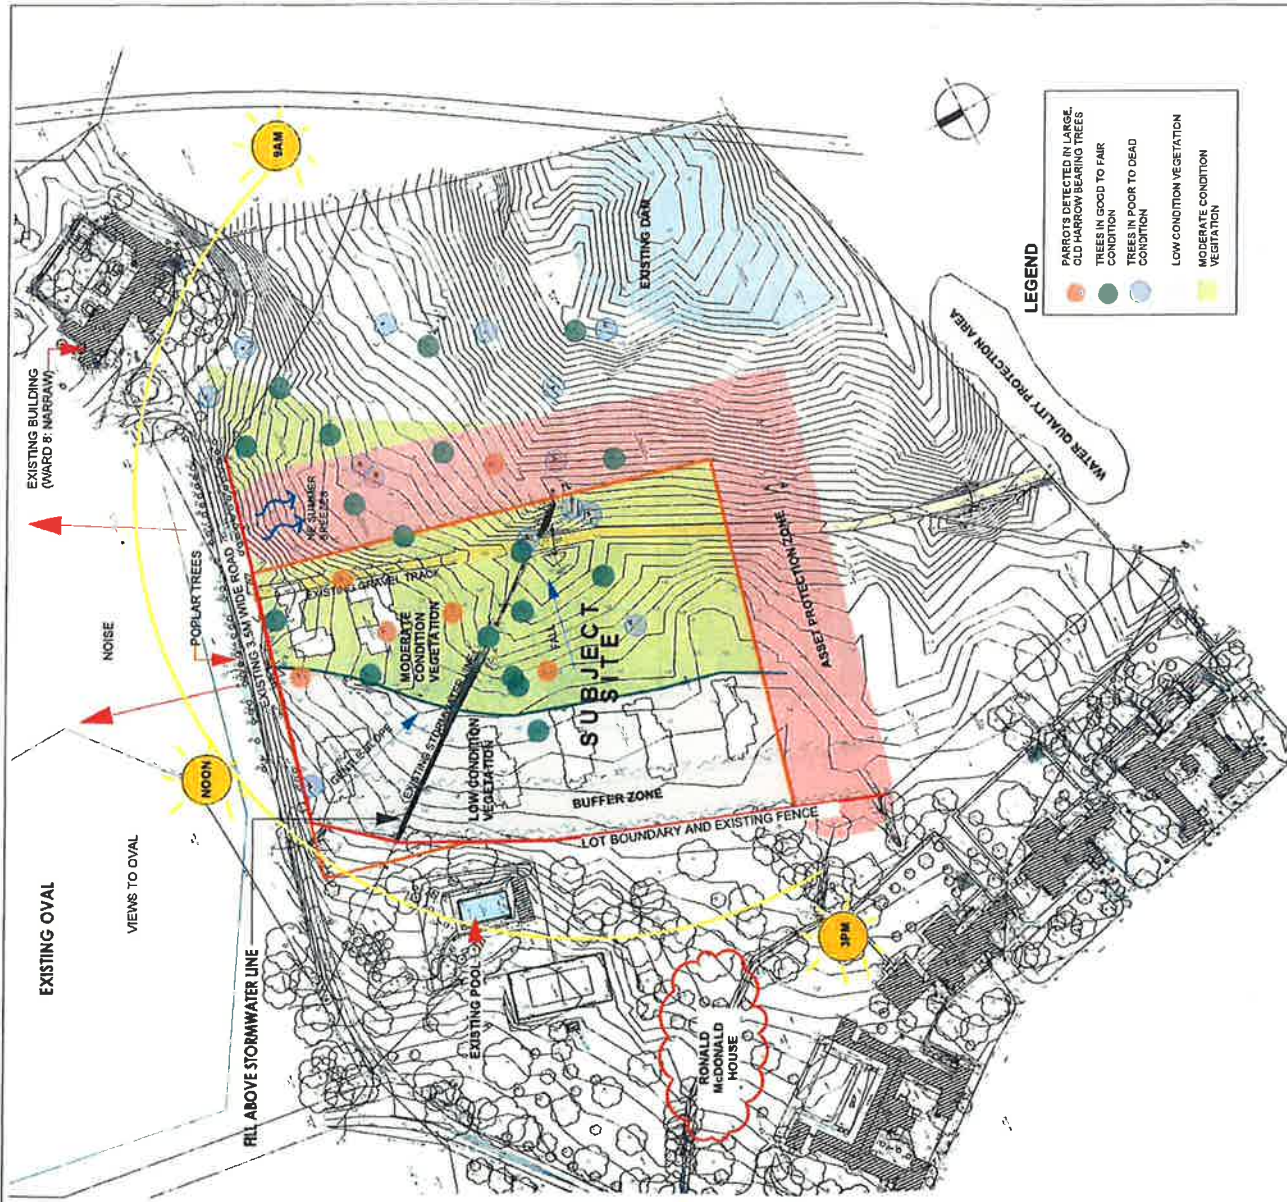 EXISTING OVAL
VIEWS TO OVAL
NOISE
NOON
9AM
3PM
EXISTING BUILDING
(WARD 8: NARRAW)
POPLAR TREES
EXISTING 3.5M WIDE ROAD
NE SUMMER
BREEZES
EXISTING GRAVEL TRACK
MODERATE
CONDITION
VEGETATION
EXISTING STORMWATER LINE
LOW CONDITION
VEGETATION
FALL
SUBJECT
SITE
BUFFER ZONE
LOT BOUNDARY AND EXISTING FENCE
ASSET PROTECTION ZONE
EXISTING DAM
WATER QUALITY PROTECTION AREA
FILL ABOVE STORMWATER LINE
EXISTING POOL
RONALD
McDONALD
HOUSE
LEGEND
PARROTS DETECTED IN LARGE,
OLD HARROW BEARING TREES
TREES IN GOOD TO FAIR
CONDITION
TREES IN POOR TO DEAD
CONDITION
LOW CONDITION VEGETATION
MODERATE CONDITION
VEGITATION